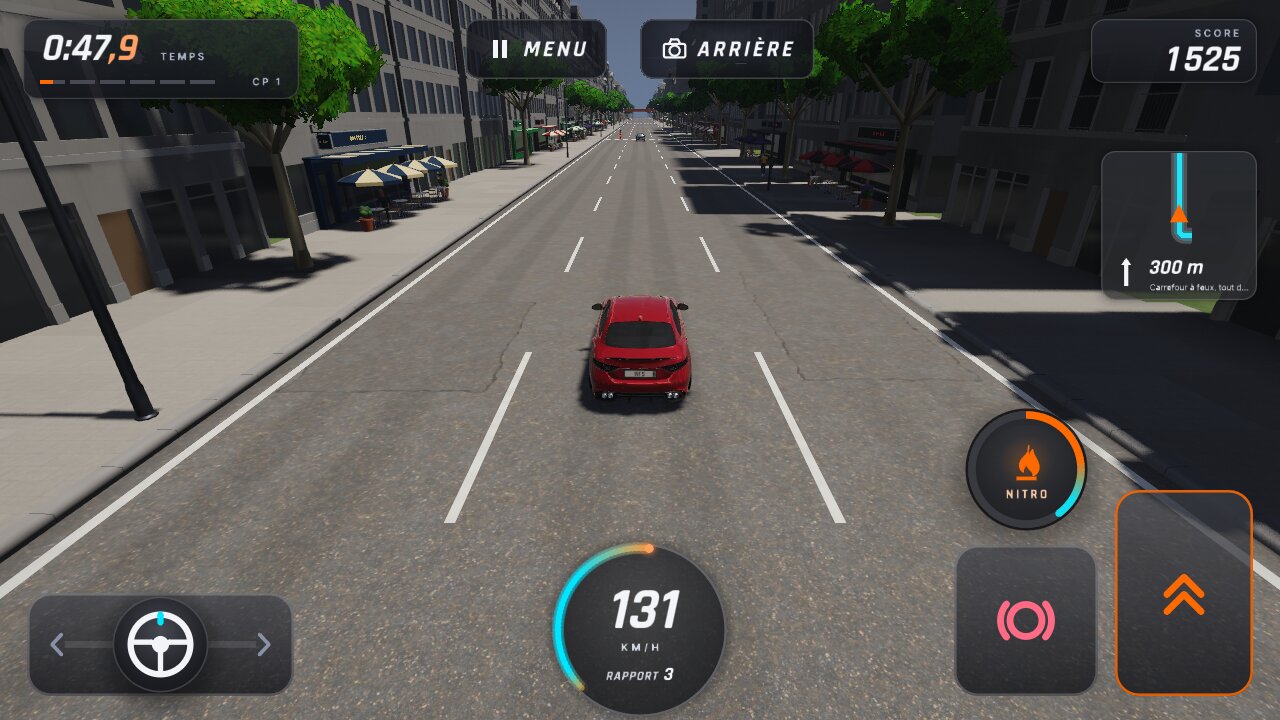 0:47,9 TEMPS
CP 1
MENU
ARRIÈRE
SCORE
1525
300 m
Carrefour à feux, tout d...
NITRO
131
KM/H
RAPPORT 3